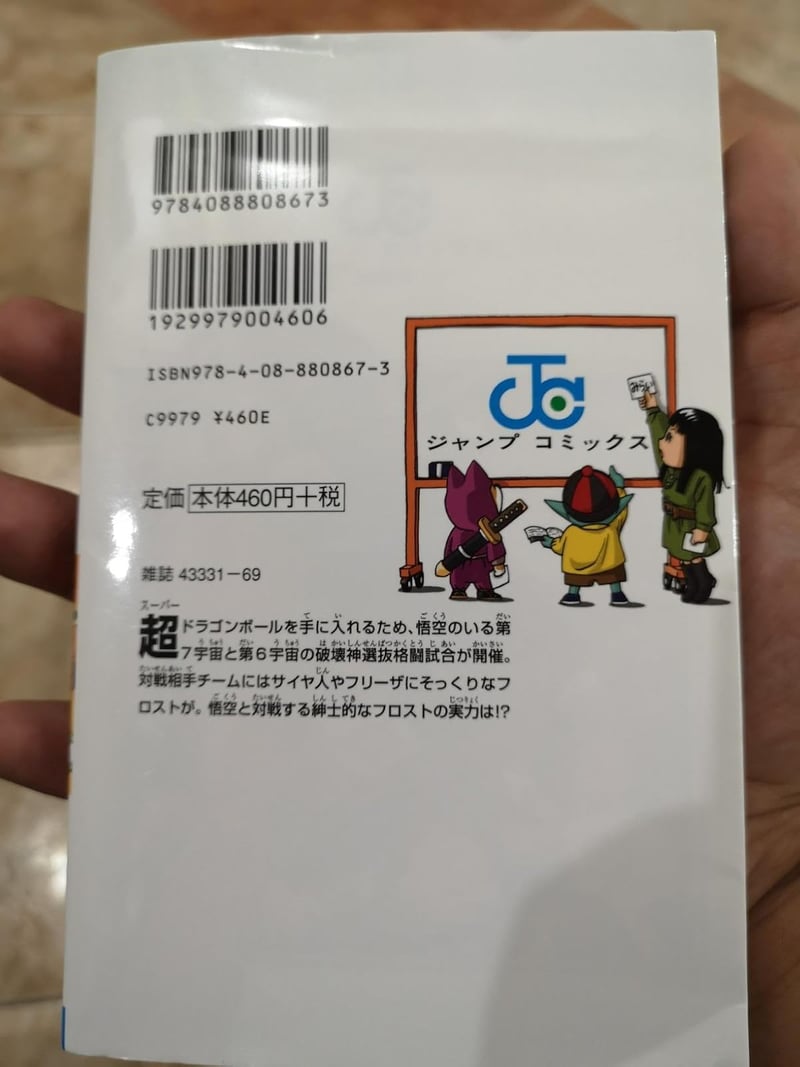 9784088808673
1929979004606
ISBN978-4-08-880867-3
C9979 ¥460E
JC
ジャンプ コミックス
みらい
定価 本体460円+税
雑誌 43331-69
超ドラゴンボールを手に入れるため、悟空のいる第
7宇宙と第6宇宙の破壊神選抜格闘試合が開催。
対戦相手チームにはサイヤ人やフリーザにそっくりなフ
ロストが。悟空と対戦する紳士的なフロストの実力は!?